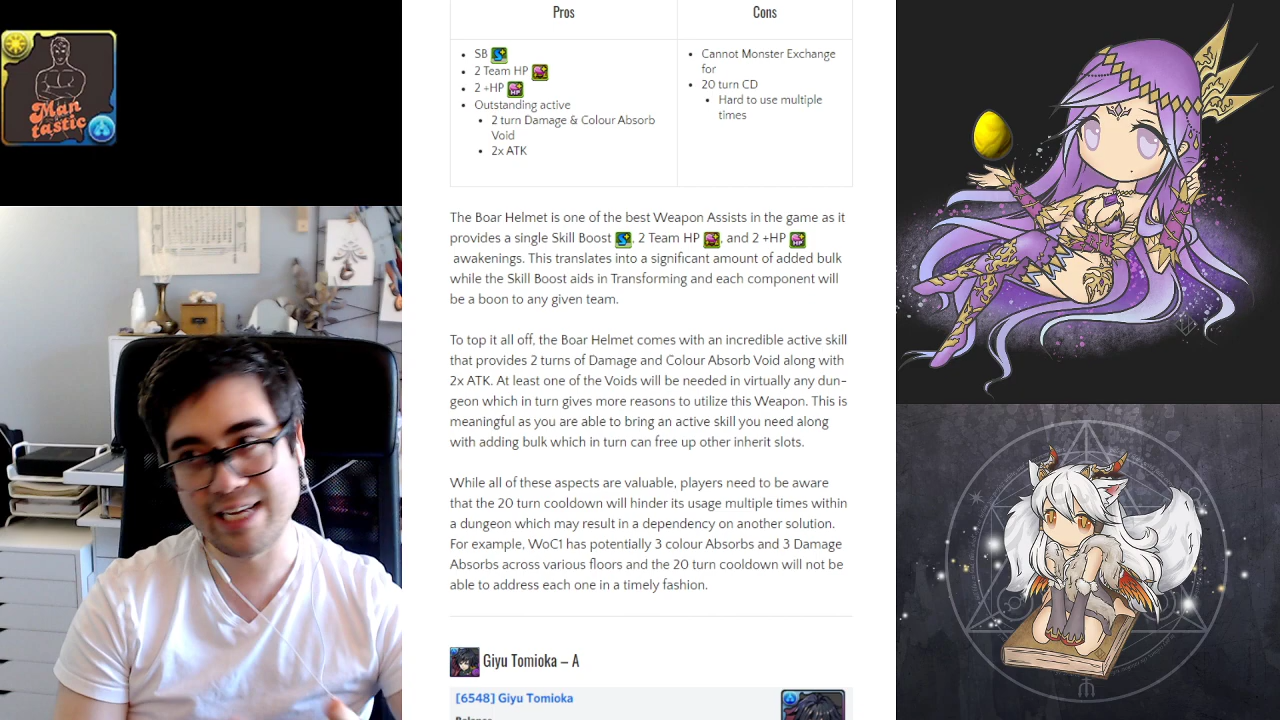 Man
tastic
Pros
Cons
SB
2 Team HP
2 +HP
HP
Outstanding active
2 turn Damage & Colour Absorb
Void
2x ATK
Cannot Monster Exchange
for
20 turn CD
Hard to use multiple
times
The Boar Helmet is one of the best Weapon Assists in the game as it
provides a single Skill Boost , 2 Team HP , and 2 +HP HP
awakenings. This translates into a significant amount of added bulk
while the Skill Boost aids in Transforming and each component will
be a boon to any given team.
To top it all off, the Boar Helmet comes with an incredible active skill
that provides 2 turns of Damage and Colour Absorb Void along with
2x ATK. At least one of the Voids will be needed in virtually any dun-
geon which in turn gives more reasons to utilize this Weapon. This is
meaningful as you are able to bring an active skill you need along
with adding bulk which in turn can free up other inherit slots.
While all of these aspects are valuable, players need to be aware
that the 20 turn cooldown will hinder its usage multiple times within
a dungeon which may result in a dependency on another solution.
For example, WoC1 has potentially 3 colour Absorbs and 3 Damage
Absorbs across various floors and the 20 turn cooldown will not be
able to address each one in a timely fashion.
Giyu Tomioka – A
[6548] Giyu Tomioka